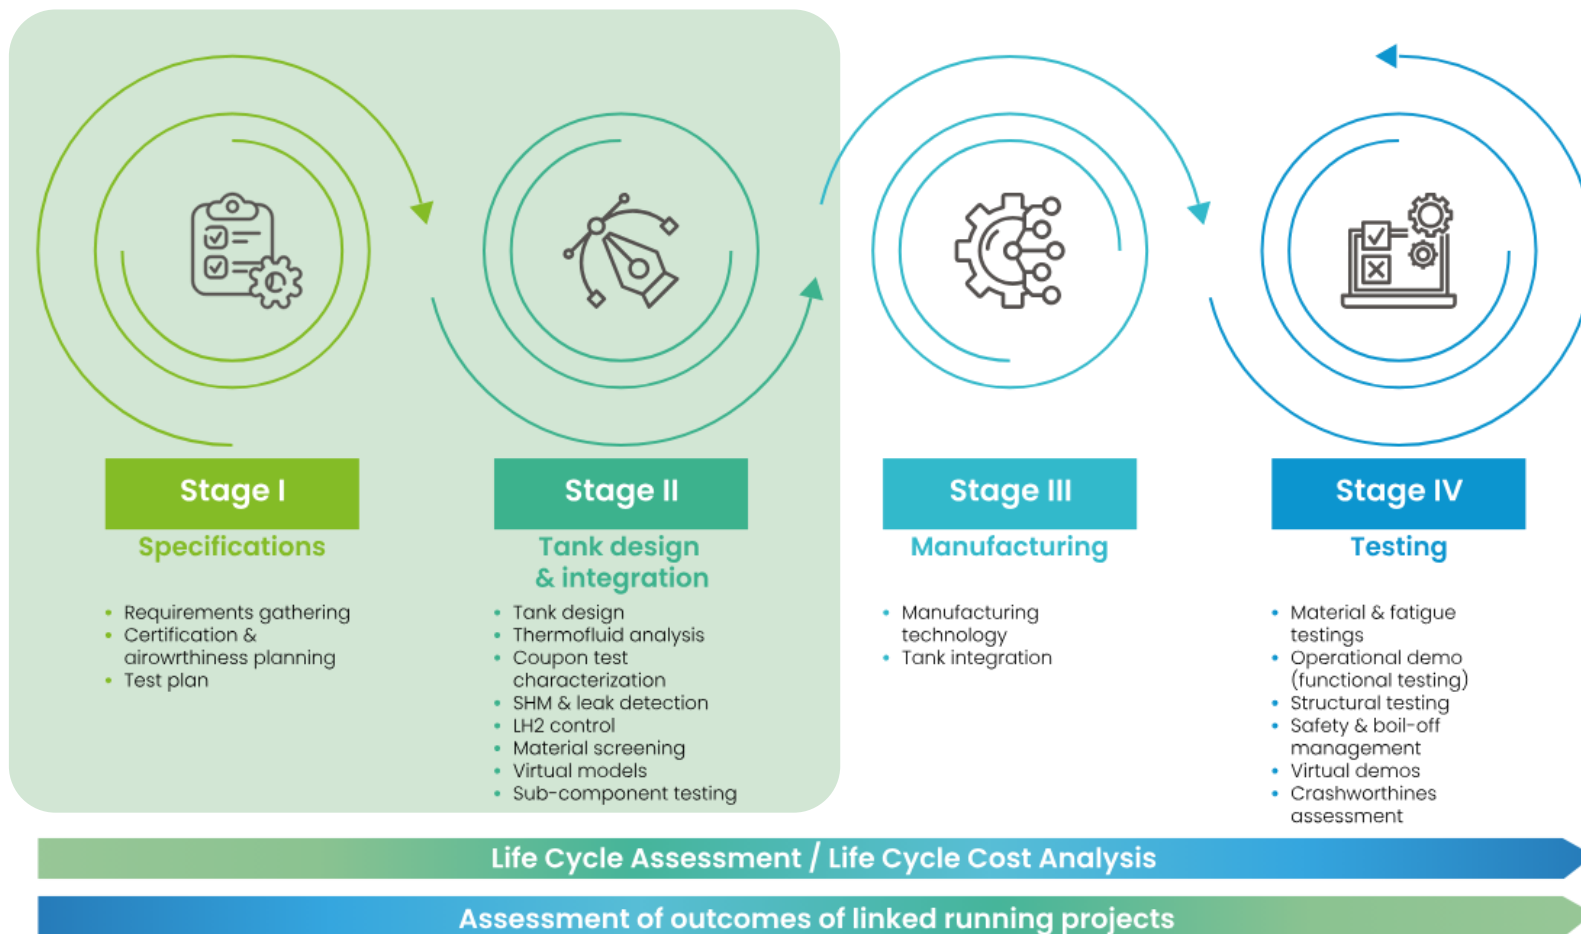 Stage I
Specifications
• Requirements gathering
• Certification &
airowrthiness planning
• Test plan
Stage II
Tank design
& integration
• Tank design
• Thermofluid analysis
• Coupon test
characterization
• SHM & leak detection
• LH2 control
• Material screening
• Virtual models
• Sub-component testing
Stage III
Manufacturing
• Manufacturing
technology
• Tank integration
Stage IV
Testing
• Material & fatigue
testings
• Operational demo
(functional testing)
• Structural testing
• Safety & boil-off
management
• Virtual demos
• Crashworthines
assessment
Life Cycle Assessment / Life Cycle Cost Analysis
Assessment of outcomes of linked running projects